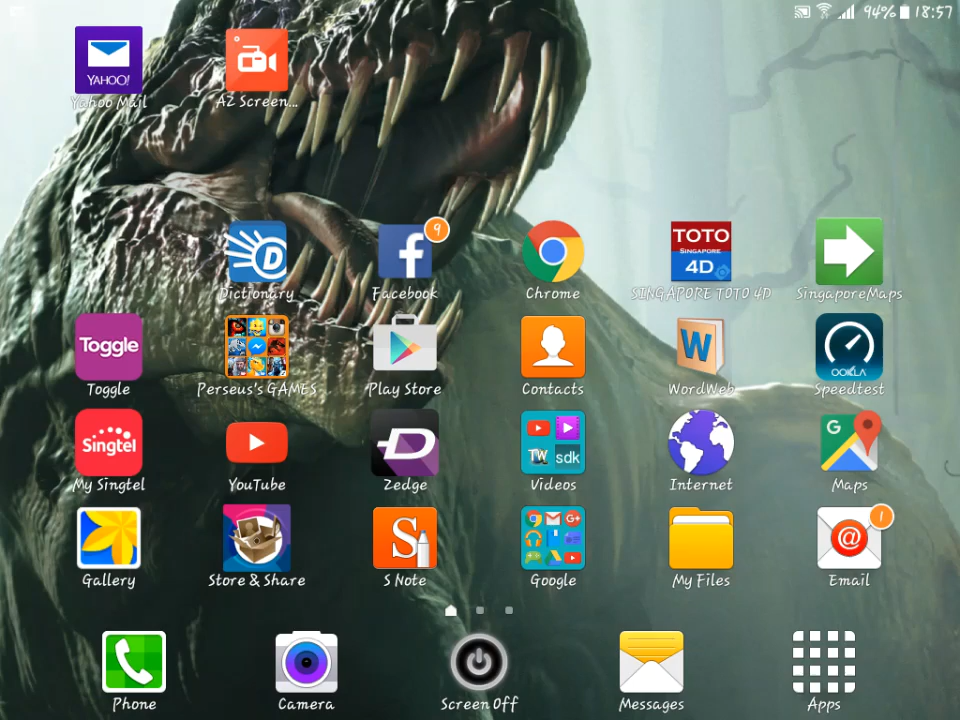 94% 18:57
YAHOO!
Yahoo Mail
AZ Screen...
9
TOTO
SINGAPORE
4D
Dictionary
Facebook
Chrome
SINGAPORE TOTO 4D
SingaporeMaps
Toggle
W
OOKLA
Toggle
Perseus's GAMES
Play Store
Contacts
WordWeb
Speedtest
Singtel
TW sdk
G
My Singtel
YouTube
Zedge
Videos
Internet
Maps
S
@
1
Gallery
Store & Share
S Note
Google
My Files
Email
Phone
Camera
Screen Off
Messages
Apps